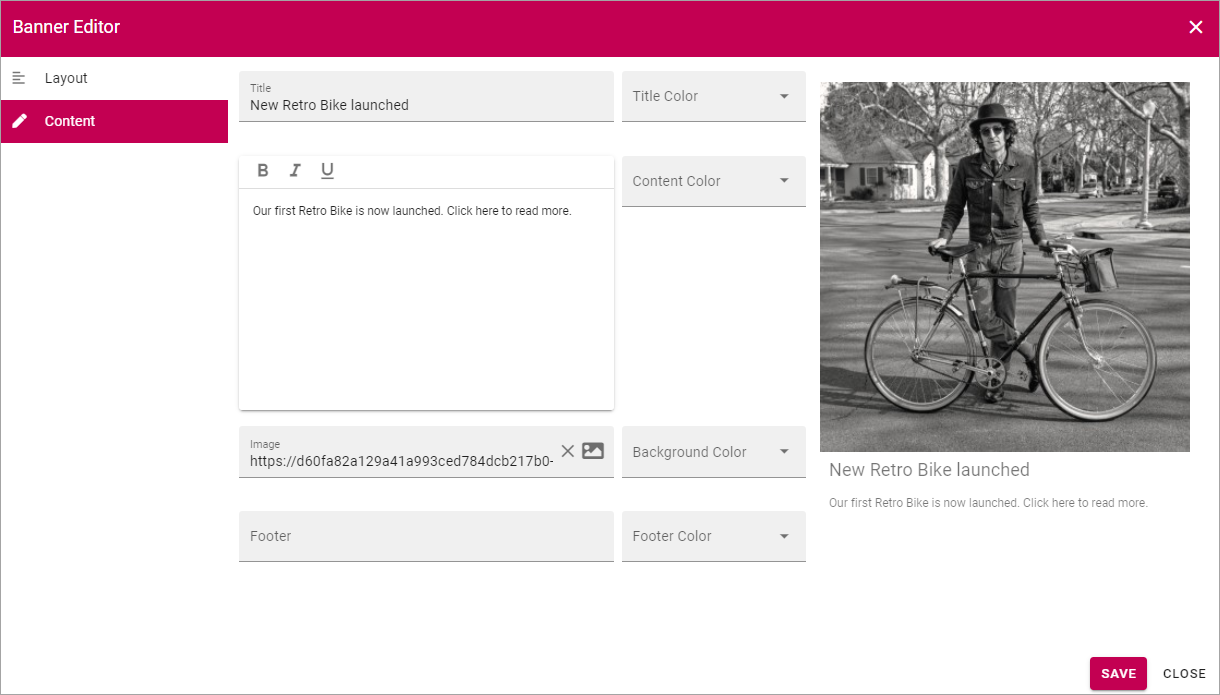 Banner Editor
Layout
Content
Title
New Retro Bike launched
Title Color
B I U
Our first Retro Bike is now launched. Click here to read more.
Content Color
Image
https://d60fa82a129a41a993ced784dcb217b0-
Background Color
Footer
Footer Color
New Retro Bike launched
Our first Retro Bike is now launched. Click here to read more.
SAVE
CLOSE